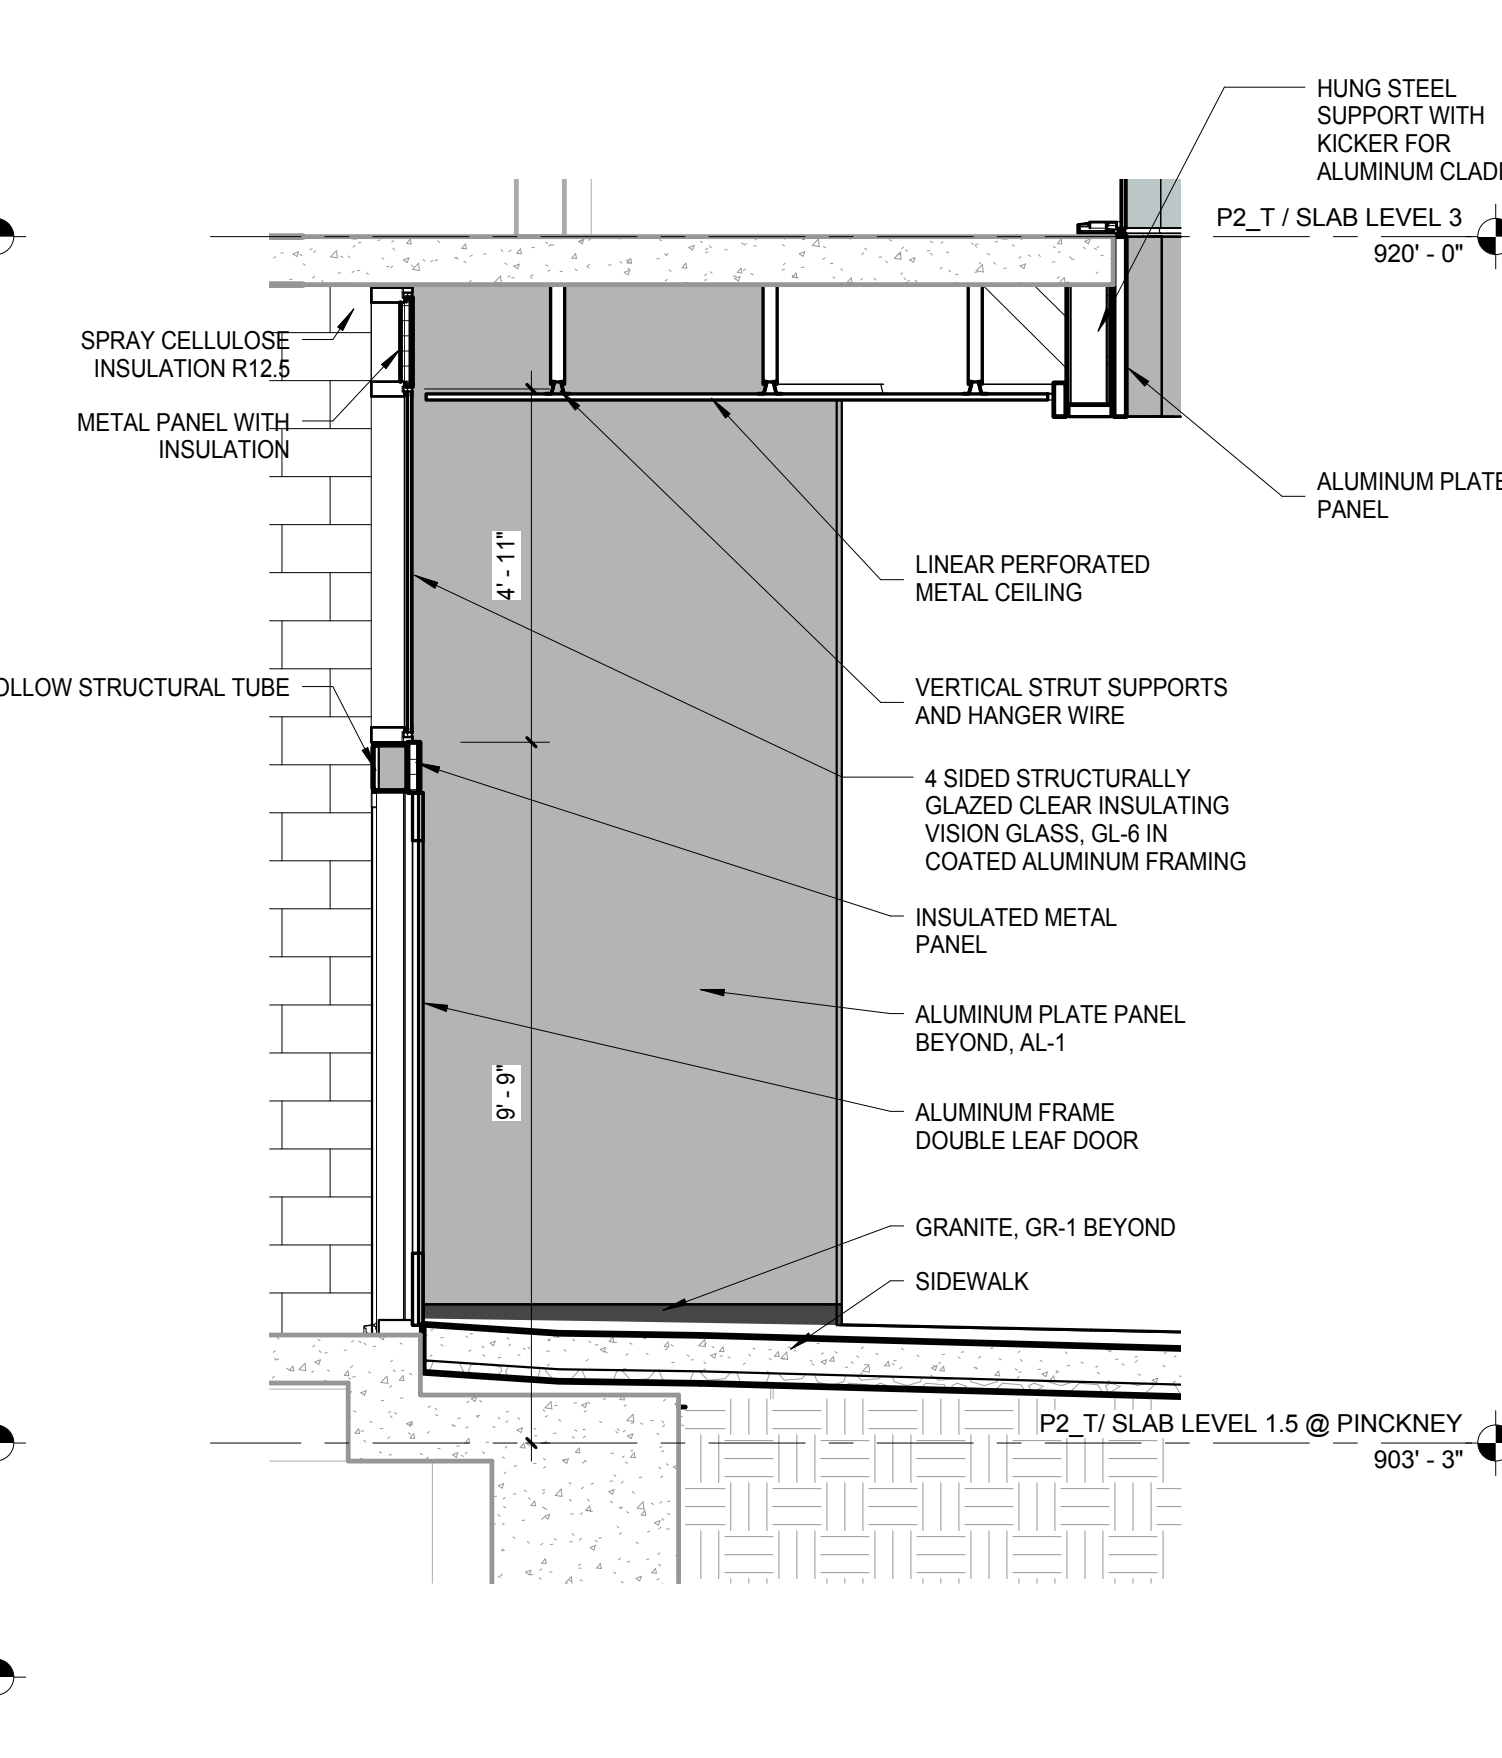 HUNG STEEL
SUPPORT WITH
KICKER FOR
ALUMINUM
P2_T / SLAB LEVEL 3
920' - 0"
SPRAY CELLULOSE
INSULATION R12.5
METAL PANEL WITH
INSULATION
ALUMINUM PLATE
PANEL
4' - 11"
LINEAR PERFORATED
METAL CEILING
STRUCTURAL TUBE
VERTICAL STRUT SUPPORTS
AND HANGER WIRE
4 SIDED STRUCTURALLY
GLAZED CLEAR INSULATING
VISION GLASS, GL-6 IN
COATED ALUMINUM FRAMING
INSULATED METAL
PANEL
ALUMINUM PLATE PANEL
BEYOND, AL-1
9' - 9"
ALUMINUM FRAME
DOUBLE LEAF DOOR
GRANITE, GR-1 BEYOND
SIDEWALK
P2_T/ SLAB LEVEL 1.5 @ PINCKNEY
903' - 3"